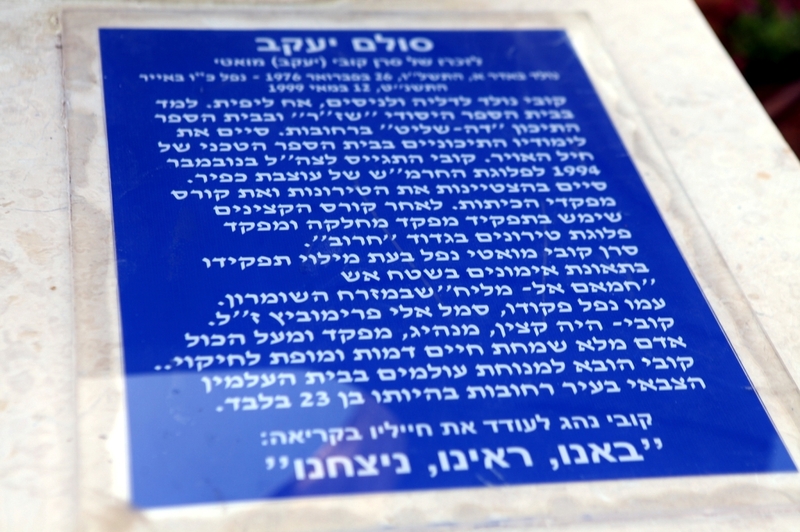 סולם יעקב
לזכרו של סרן קובי (יעקב) מואטי
נולד באדר א, התשל"ו, 26 בפברואר 1976 - נפל כ"ו באייר
התשנ"ט, 12 במאי 1999
קובי נולד לדליה ולניסים, אח ליפית. למד
בבית הספר היסודי "שז"ר" ובבית הספר
התיכון "דה-שליט" ברחובות. סיים את
לימודיו התיכוניים בבית הספר הטכני של
חיל האויר. קובי התגייס לצה"ל בנובמבר
1994 לפלוגת החרמ"ש של עוצבת כפיר.
סיים בהצטיינות את הטירונות ואת קורס
מפקדי הכיתות. לאחר קורס הקצינים
שימש בתפקיד מפקד מחלקה ומפקד
פלוגת טירונים בגדוד "חרוב".
סרן קובי מואטי נפל בעת מילוי תפקידו
בתאונת אימונים בשטח אש
"חמאם אל- מליח"שבמזרח השומרון.
עמו נפל פקודו, סמל אלי פרימוביץ ז"ל.
קובי- היה קצין, מנהיג, מפקד ומעל הכול
אדם מלא שמחת חיים דמות ומופת לחיקוי..
קובי הובא למנוחת עולמים בבית העלמין
הצבאי בעיר רחובות בהיותו בן 23 בלבד.
קובי נהג לעודד את חייליו בקריאה:
"באנו, ראינו, ניצחנו"